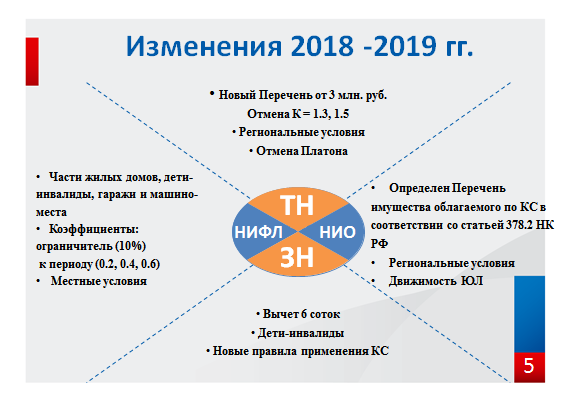 Изменения 2018 -2019 гг.
• Новый Перечень от 3 млн. руб.
Отмена К = 1.3, 1.5
• Региональные условия
• Отмена Платона
• Части жилых домов, дети-
инвалиды, гаражи и машино-
места
• Коэффициенты:
ограничитель (10%)
к периоду (0.2, 0.4, 0.6)
• Местные условия
ТН
НИФЛ
НИО
ЗН
• Определен Перечень
имущества облагаемого по КС в
соответствии со статьей 378.2 НК
РФ
• Региональные условия
• Движимость ЮЛ
• Вычет 6 соток
• Дети-инвалиды
• Новые правила применения КС
5